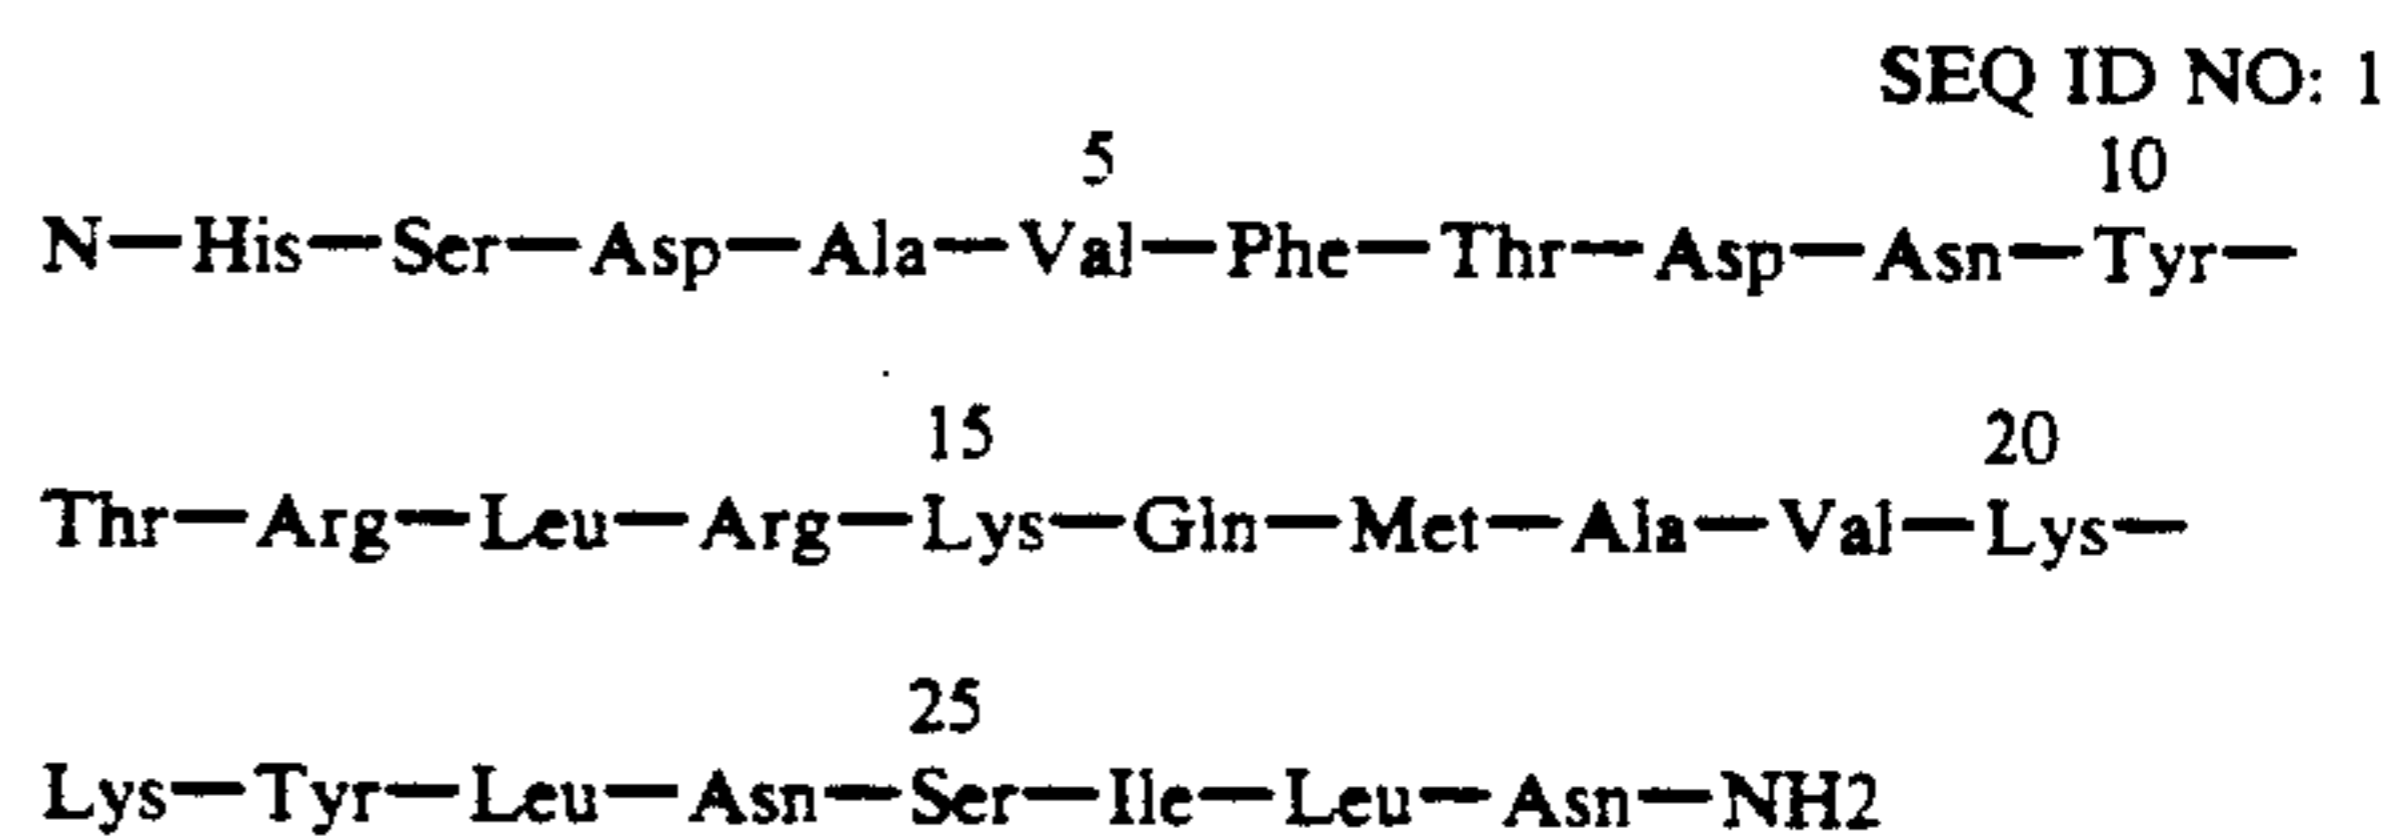 SEQ ID NO: 1
5 10
N—His—Ser—Asp—Ala—Val—Phe—Thr—Asp—Asn—Tyr—
15 20
Thr—Arg—Leu—Arg—Lys—Gln—Met—Ala—Val—Lys—
25
Lys—Tyr—Leu—Asn—Ser—Ile—Leu—Asn—NH2